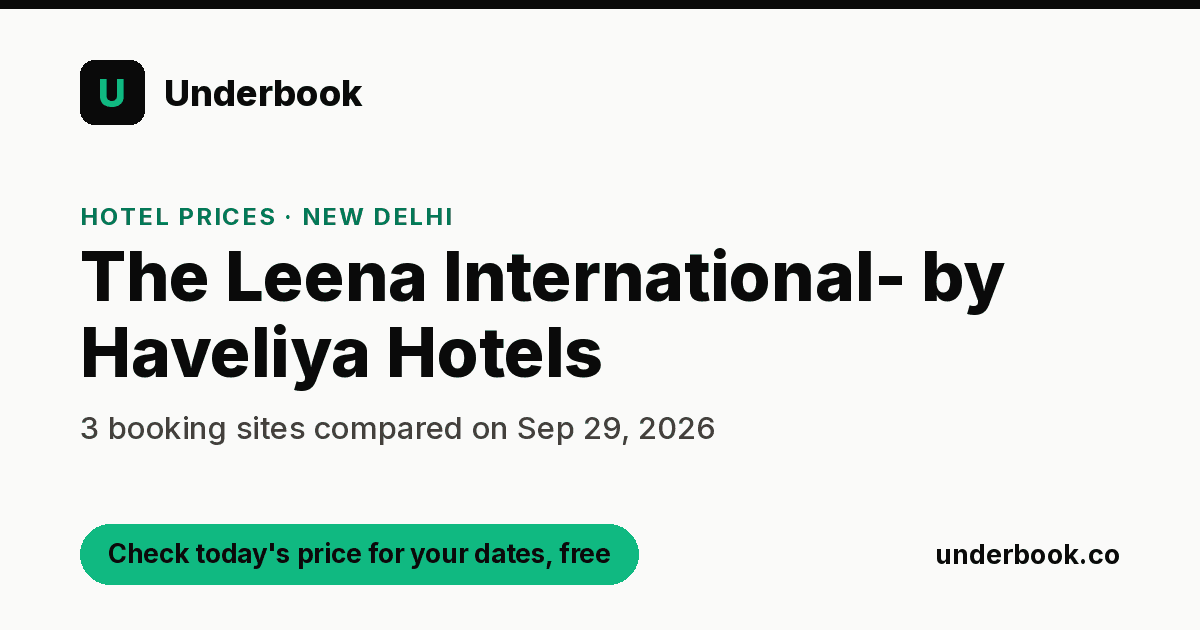 U
Underbook
HOTEL PRICES · NEW DELHI
The Leena International- by
Haveliya Hotels
3 booking sites compared on Sep 29, 2026
Check today's price for your dates, free
underbook.co